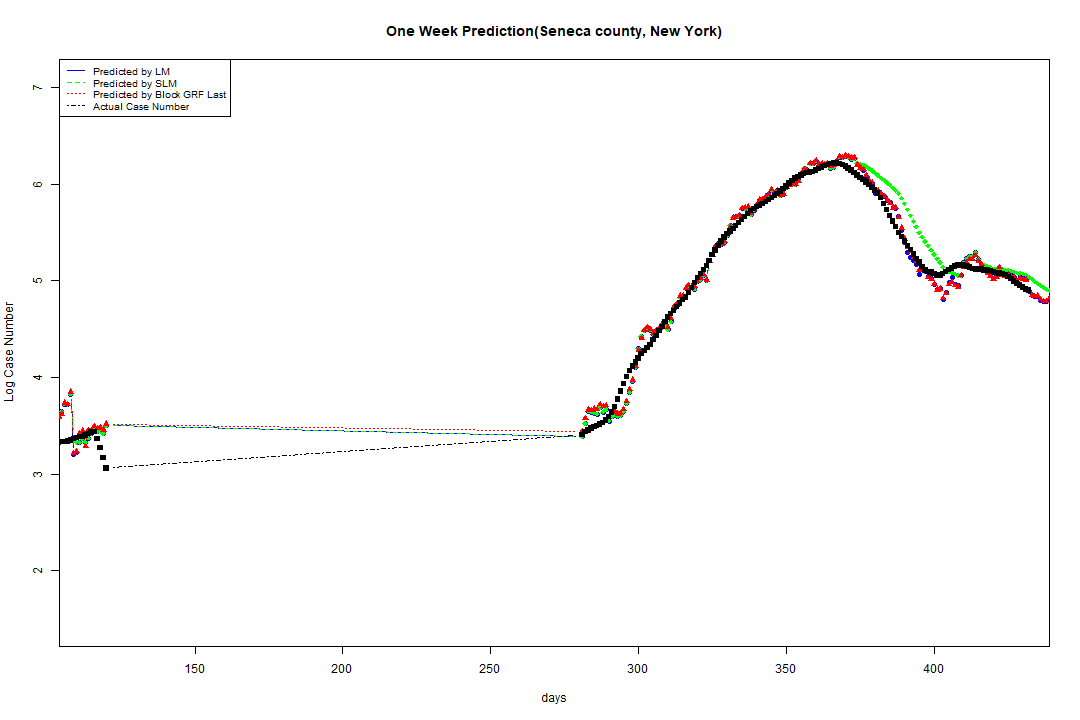 One Week Prediction(Seneca county, New York)
Predicted by LM
Predicted by SLM
Predicted by Block GRF Last
Actual Case Number
7
6
5
4
3
2
Log Case Number
150 200 250 300 350 400
days